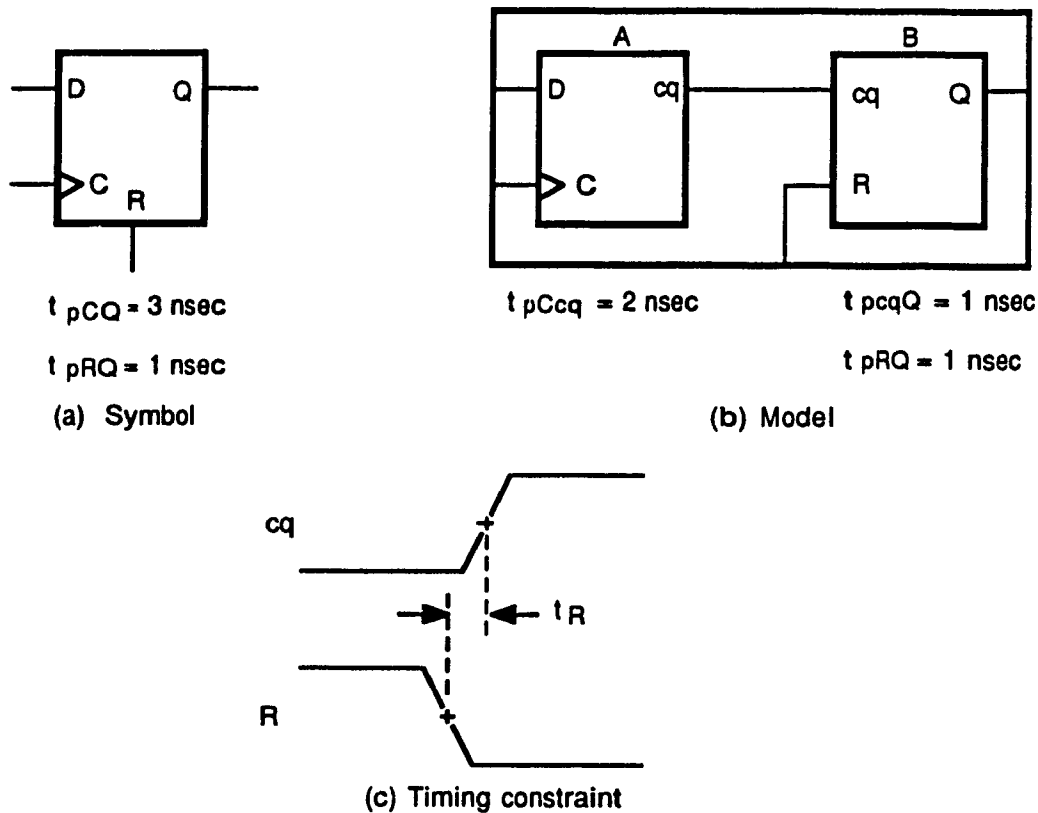 A
B
D
Q
C
R
D
cq
C
cq
Q
R
t pCQ = 3 nsec
t pRQ = 1 nsec
(a) Symbol
t pCcq = 2 nsec
t pcqQ = 1 nsec
t pRQ = 1 nsec
(b) Model
cq
t R
R
(c) Timing constraint